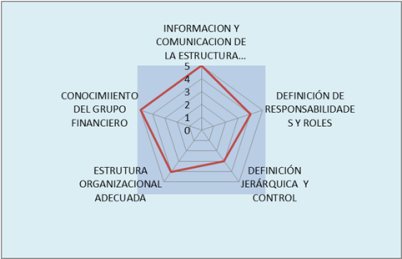 INFORMACION Y
COMUNICACION DE
LA ESTRUCTURA...
5
4
3
2
1
0
DEFINICIÓN DE
RESPONSABILIDADE
S Y ROLES
DEFINICIÓN
JERÁRQUICA Y
CONTROL
ESTRUTURA
ORGANIZACIONAL
ADECUADA
CONOCIMIIENTO
DEL GRUPO
FINANCIERO